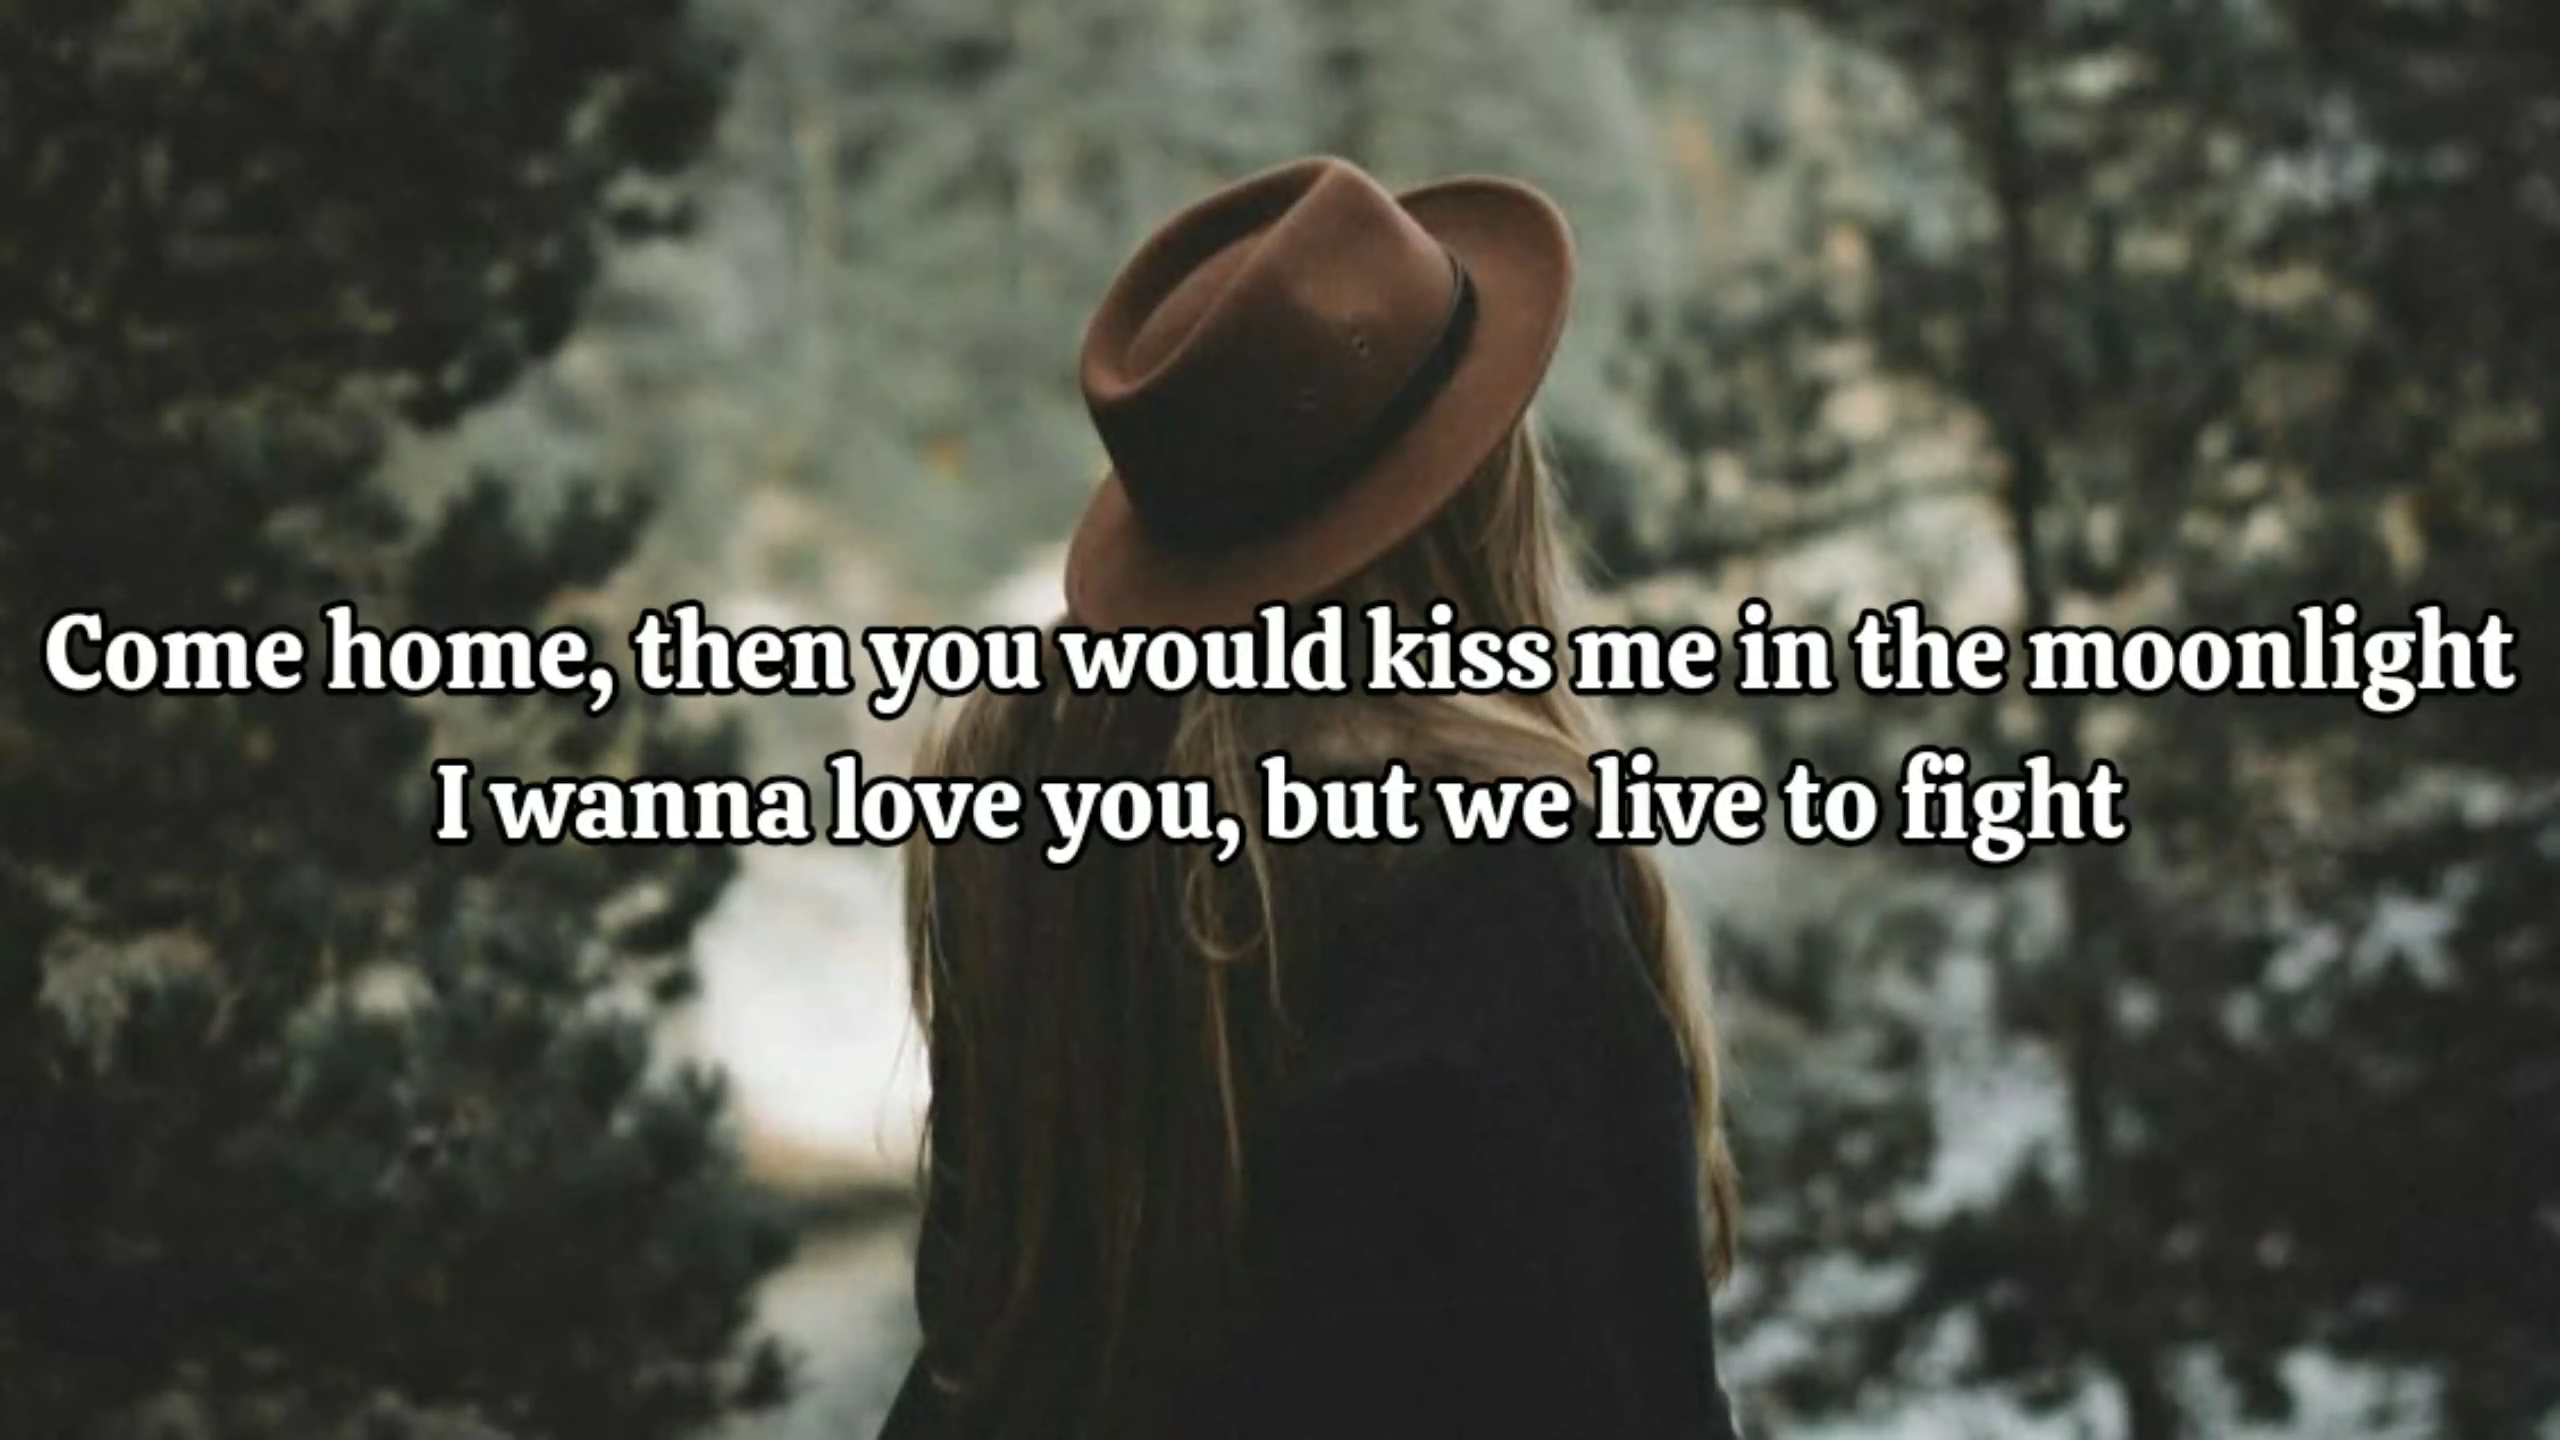 Come home, then you would kiss me in the moonlight
I wanna love you, but we live to fight